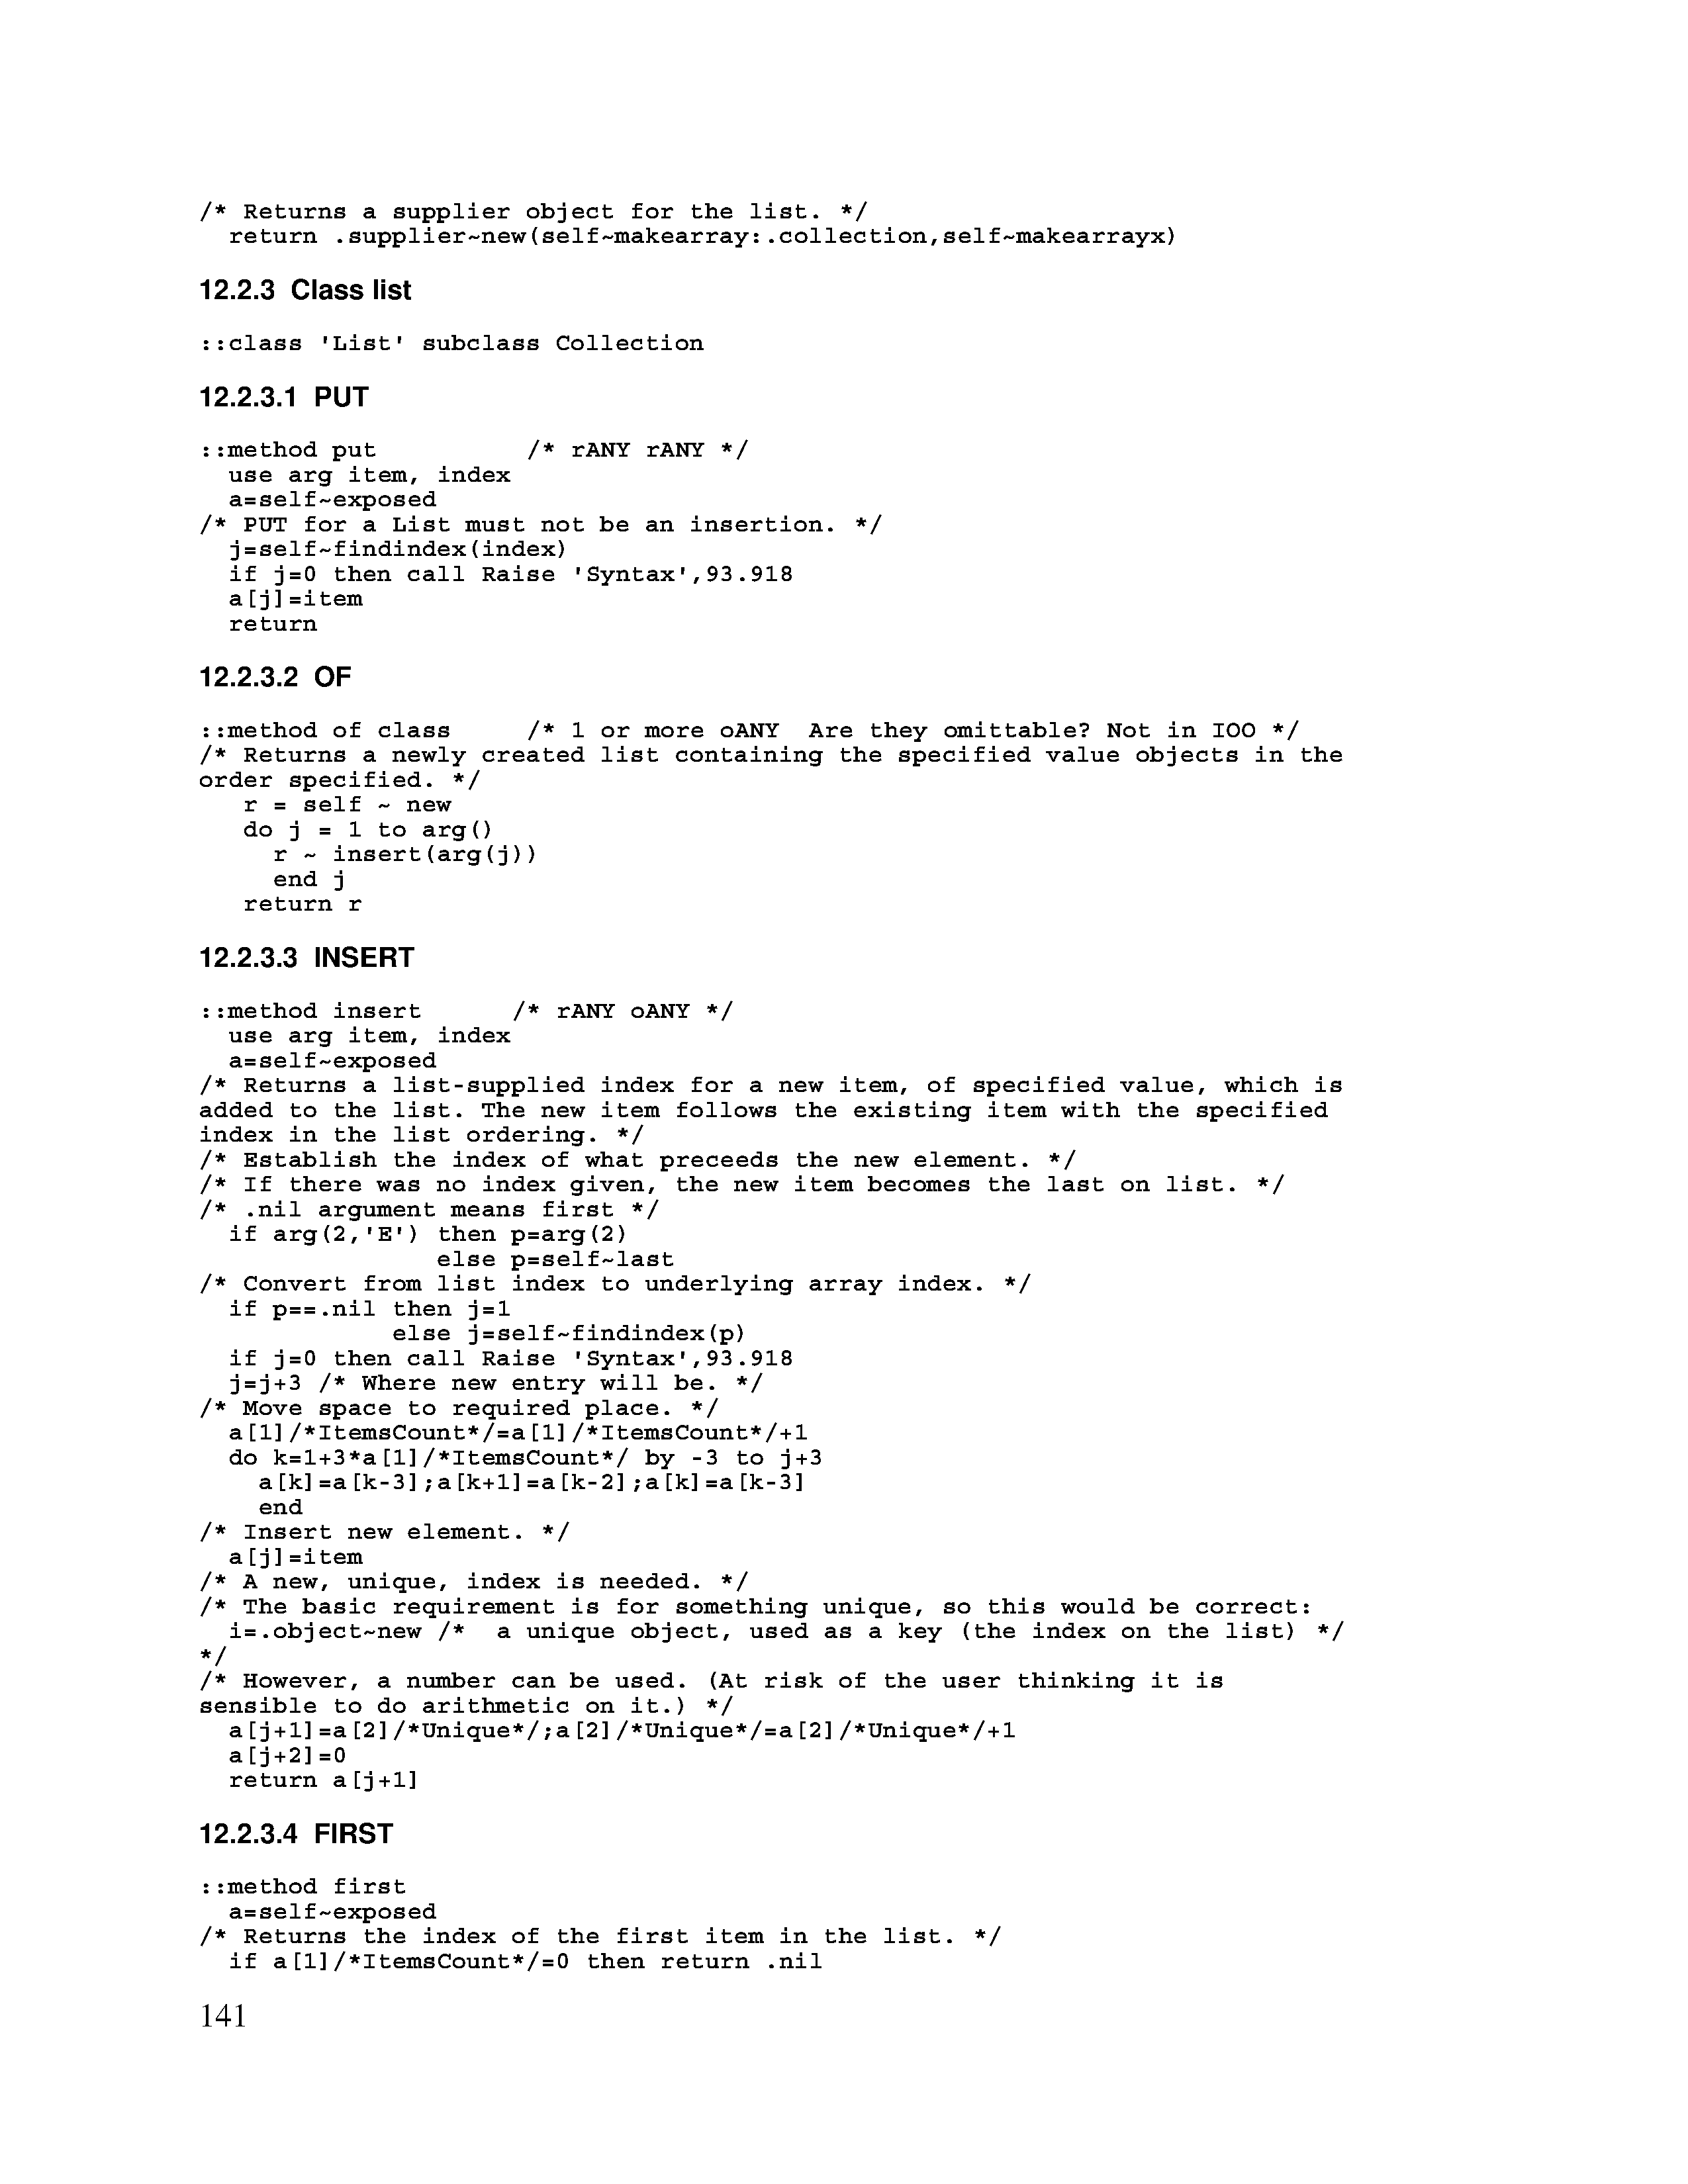 /* Returns a supplier object for the list. */
  return .supplier~new(self~makearray:.collection,self~makearrayx)
12.2.3 Class list
::class 'List' subclass Collection
12.2.3.1 PUT
::method put          /* rANY rANY */
  use arg item, index
  a=self~exposed
/* PUT for a List must not be an insertion. */
  j=self~findindex(index)
  if j=0 then call Raise 'Syntax',93.918
  a[j]=item
  return
12.2.3.2 OF
::method of class     /* 1 or more oANY  Are they omittable? Not in IOO */
/* Returns a newly created list containing the specified value objects in the
order specified. */
   r = self ~ new
   do j = 1 to arg()
     r ~ insert(arg(j))
     end j
   return r
12.2.3.3 INSERT
::method insert      /* rANY oANY */
  use arg item, index
  a=self~exposed
/* Returns a list-supplied index for a new item, of specified value, which is
added to the list. The new item follows the existing item with the specified
index in the list ordering. */
/* Establish the index of what preceeds the new element. */
/* If there was no index given, the new item becomes the last on list. */
/* .nil argument means first */
  if arg(2,'E') then p=arg(2)
                else p=self~last
/* Convert from list index to underlying array index. */
  if p==.nil then j=1
             else j=self~findindex(p)
  if j=0 then call Raise 'Syntax',93.918
  j=j+3 /* Where new entry will be. */
/* Move space to required place. */
  a[1]/*ItemsCount*/=a[1]/*ItemsCount*/+1
  do k=1+3*a[1]/*ItemsCount*/ by -3 to j+3
    a[k]=a[k-3];a[k+1]=a[k-2];a[k]=a[k-3]
    end
/* Insert new element. */
  a[j]=item
/* A new, unique, index is needed. */
/* The basic requirement is for something unique, so this would be correct:
  i=.object~new /*  a unique object, used as a key (the index on the list) */
*/
/* However, a number can be used. (At risk of the user thinking it is
sensible to do arithmetic on it.) */
  a[j+1]=a[2]/*Unique*/;a[2]/*Unique*/=a[2]/*Unique*/+1
  a[j+2]=0
  return a[j+1]
12.2.3.4 FIRST
::method first
  a=self~exposed
/* Returns the index of the first item in the list. */
  if a[1]/*ItemsCount*/=0 then return .nil
141